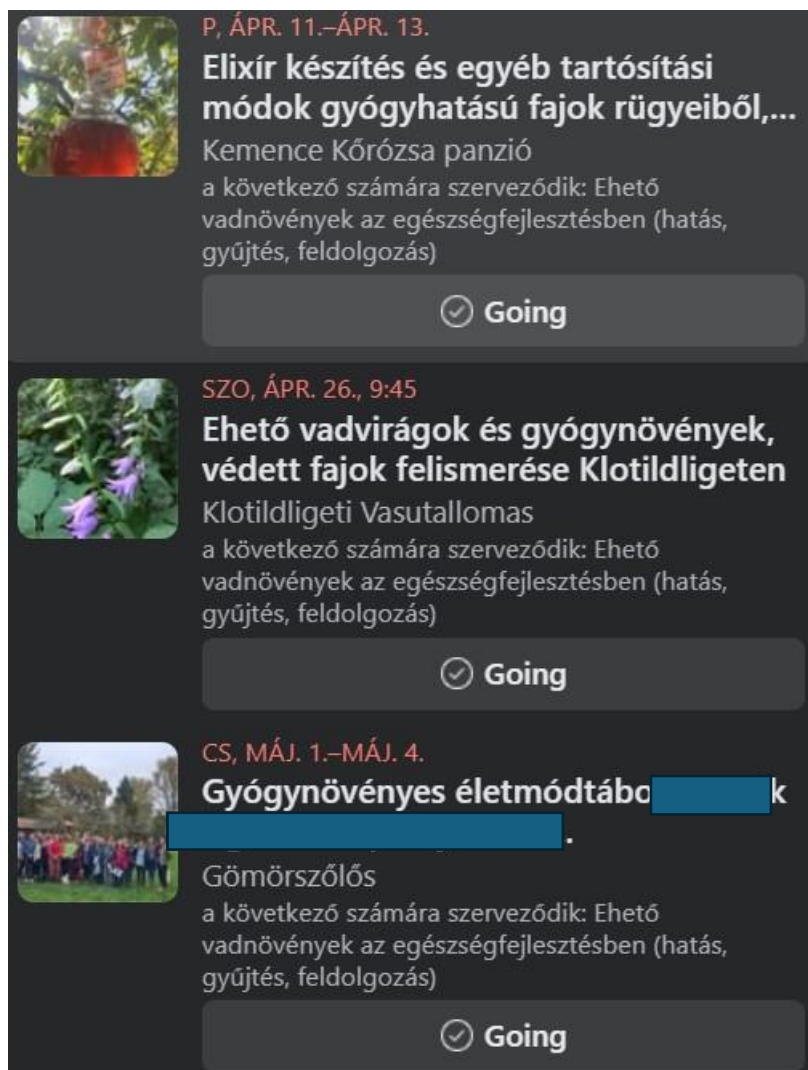 P, ÁPR. 11.–ÁPR. 13.
Elixír készítés és egyéb tartósítási
módok gyógyhatású fajok rügyeiből,...
Kemence Kőrózsa panzió
a következő számára szerveződik: Ehető
vadnövények az egészségfejlesztésben (hatás,
gyűjtés, feldolgozás)
Going
SZO, ÁPR. 26., 9:45
Ehető vadvirágok és gyógynövények,
védett fajok felismerése Klotildligeten
Klotildligeti Vasutallomas
a következő számára szerveződik: Ehető
vadnövények az egészségfejlesztésben (hatás,
gyűjtés, feldolgozás)
Going
CS, MÁJ. 1.–MÁJ. 4.
Gyógynövényes
Gömörszőlős
a következő számára szerveződik: Ehető
vadnövények az egészségfejlesztésben (hatás,
gyűjtés, feldolgozás)
Going